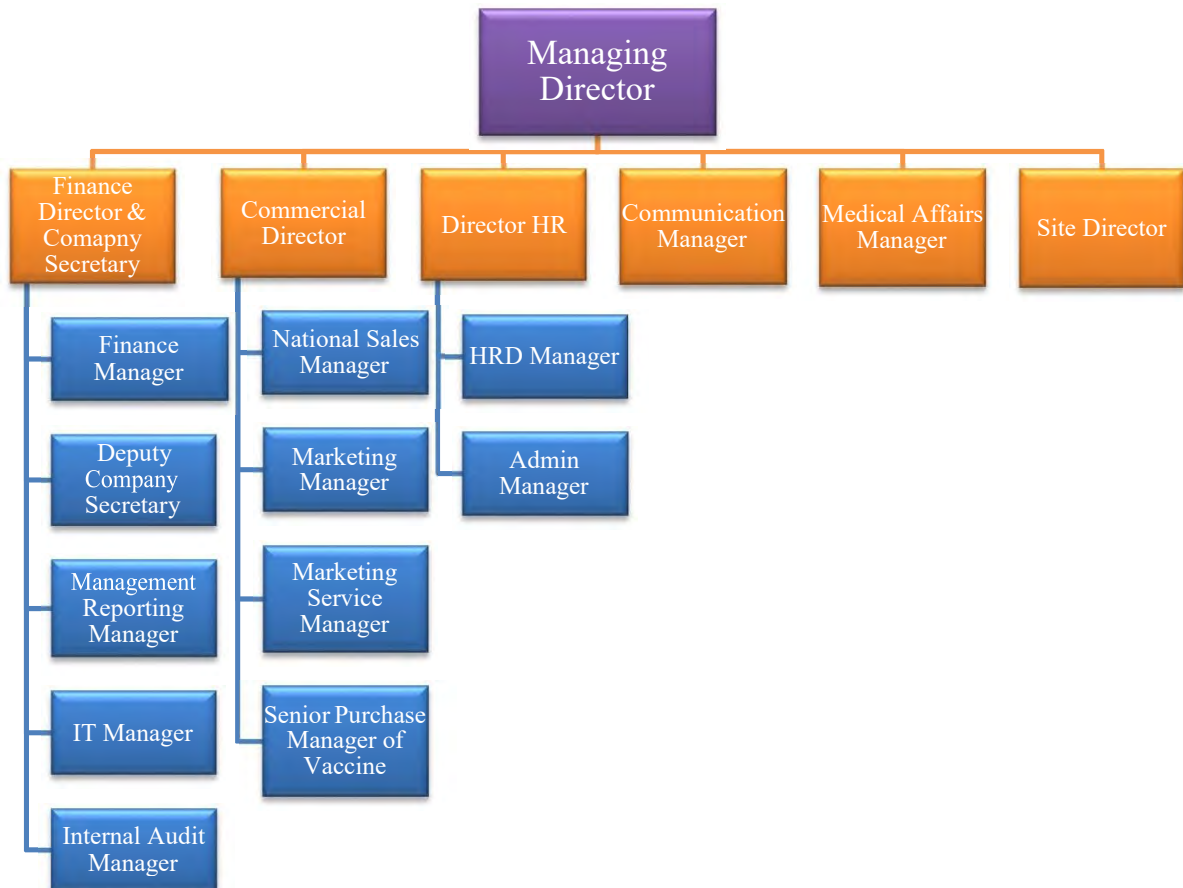 Managing
Director
Finance
Director &
Comapny
Secretary
Commercial
Director
Director HR
Communication
Manager
Medical Affairs
Manager
Site Director
Finance
Manager
Deputy
Company
Secretary
Management
Reporting
Manager
IT Manager
Internal Audit
Manager
National Sales
Manager
Marketing
Manager
Marketing
Service
Manager
Senior Purchase
Manager of
Vaccine
HRD Manager
Admin
Manager